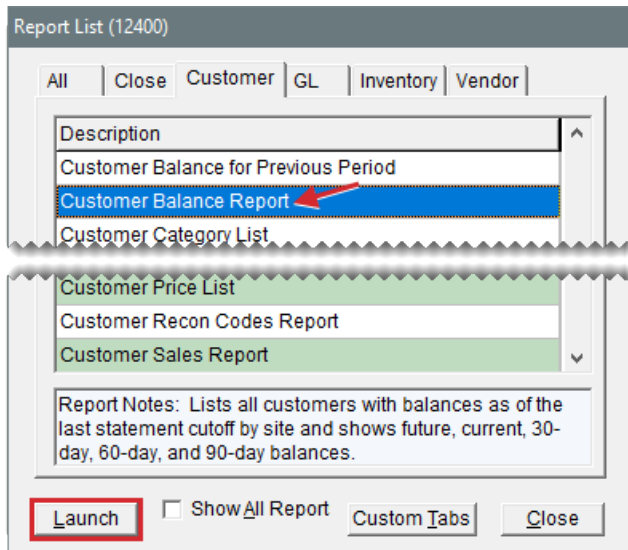 Report List (12400)
All Close Customer GL Inventory Vendor
Description
Customer Balance for Previous Period
Customer Balance Report
Customer Category List
Customer Price List
Customer Recon Codes Report
Customer Sales Report
Report Notes: Lists all customers with balances as of the
last statement cutoff by site and shows future, current, 30-
day, 60-day, and 90-day balances.
Launch Show All Report Custom Tabs Close